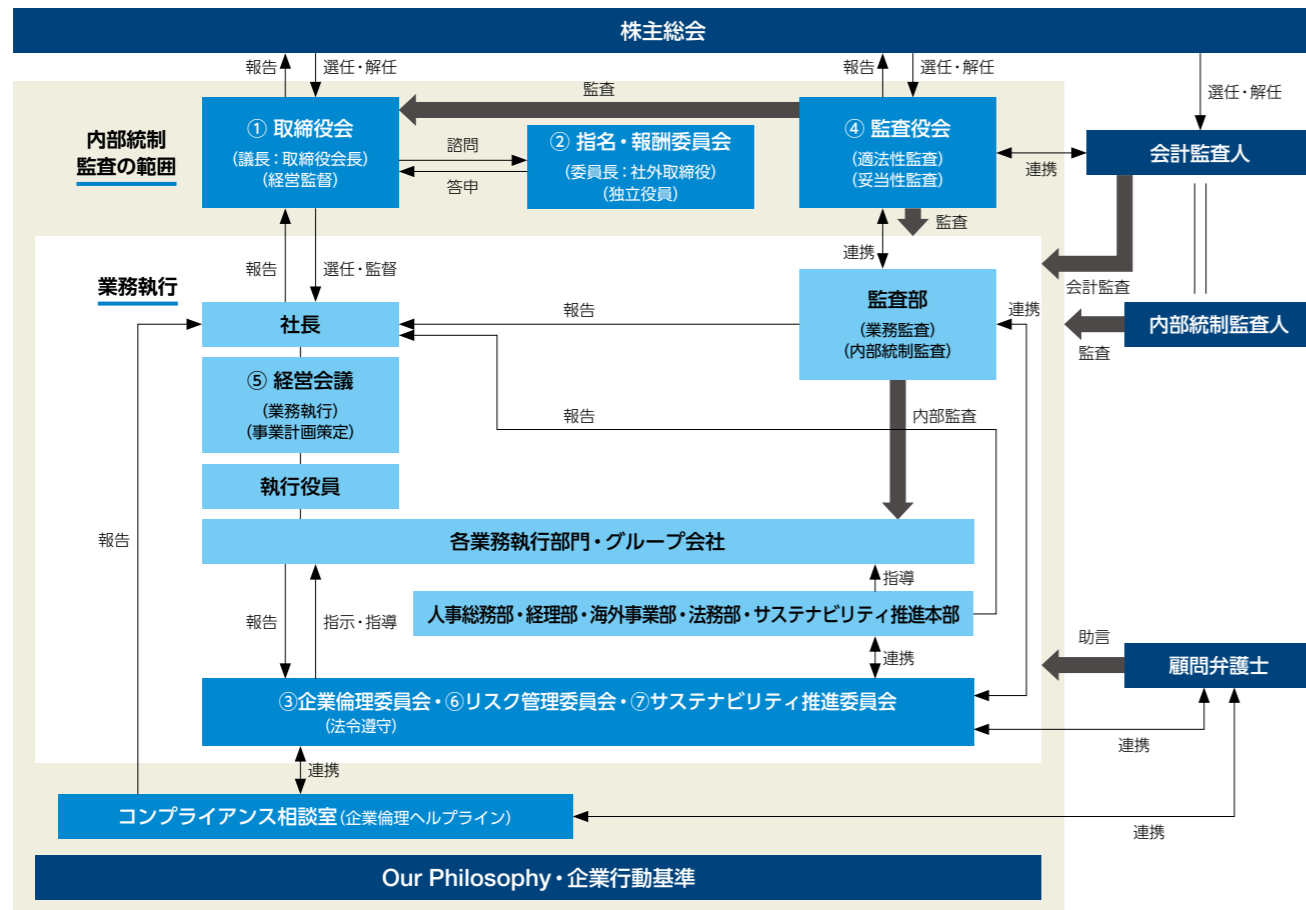 株主総会
報告
選任・解任
報告
選任・解任
選任・解任
監査
内部統制
監査の範囲
① 取締役会
(議長：取締役会長)
(経営監督)
諮問
答申
② 指名・報酬委員会
(委員長：社外取締役)
(独立役員)
④ 監査役会
(適法性監査)
(妥当性監査)
連携
会計監査人
監査
報告
選任・監督
連携
会計監査
業務執行
社長
報告
監査部
(業務監査)
(内部統制監査)
連携
内部統制監査人
監査
⑤ 経営会議
(業務執行)
(事業計画策定)
報告
内部監査
執行役員
報告
各業務執行部門・グループ会社
指導
人事総務部・経理部・海外事業部・法務部・サステナビリティ推進本部
報告
指示・指導
連携
助言
顧問弁護士
③企業倫理委員会・⑥リスク管理委員会・⑦サステナビリティ推進委員会
(法令遵守)
連携
連携
コンプライアンス相談室(企業倫理ヘルプライン)
連携
Our Philosophy・企業行動基準